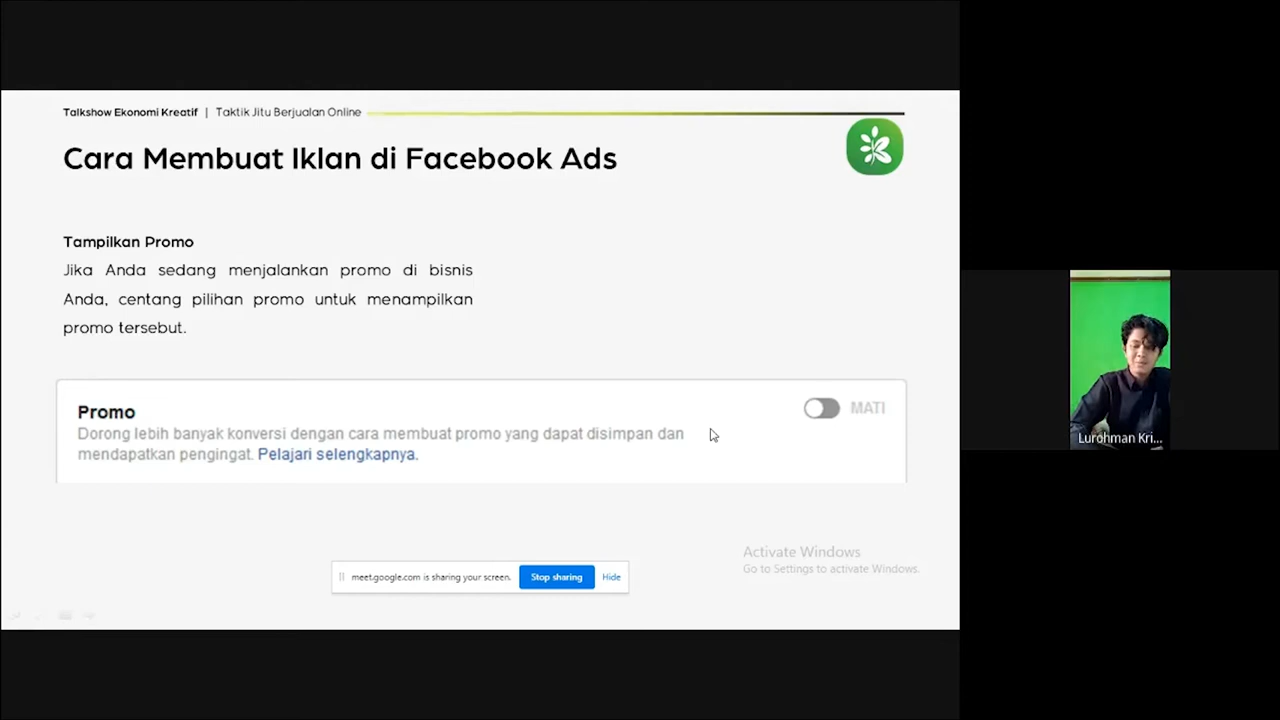 Talkshow Ekonomi Kreatif | Taktik Jitu Berjualan Online
Cara Membuat Iklan di Facebook Ads
Tampilkan Promo
Jika Anda sedang menjalankan promo di bisnis
Anda, centang pilihan promo untuk menampilkan
promo tersebut.
Promo
MATI
Dorong lebih banyak konversi dengan cara membuat promo yang dapat disimpan dan
mendapatkan pengingat. Pelajari selengkapnya.
Activate Windows
Go to Settings to activate Windows.
meet.google.com is sharing your screen. Stop sharing Hide
Lurohman Kri...